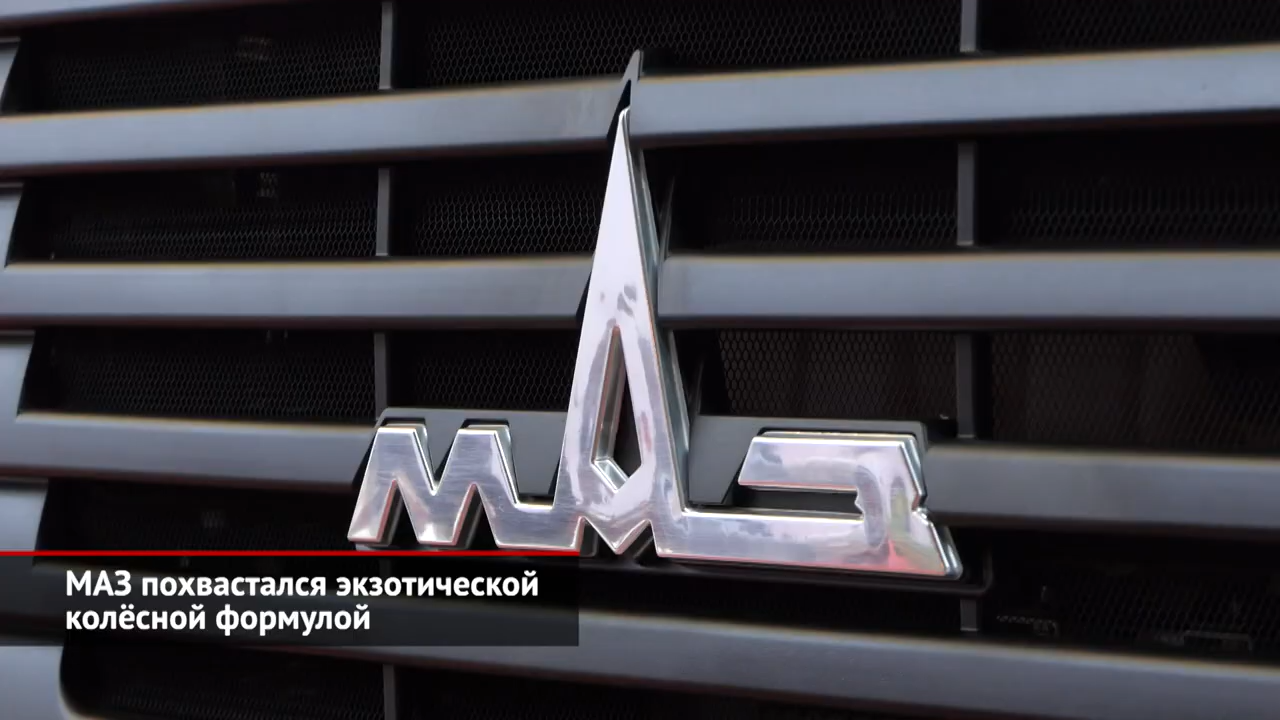 МАЗ
МАЗ похвастался экзотической
колёсной формулой